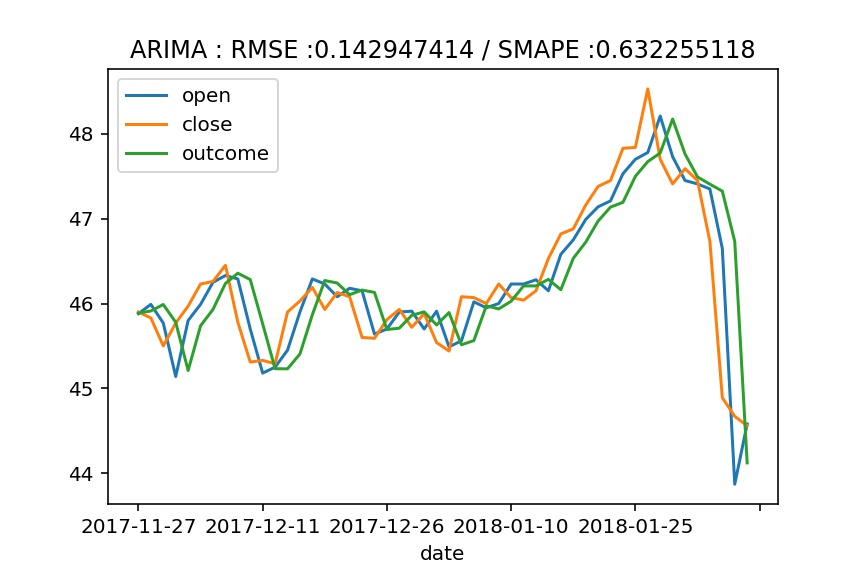 ARIMA : RMSE :0.142947414 / SMAPE :0.632255118
open
close
outcome
48
47
46
45
44
2017-11-27 2017-12-11 2017-12-26 2018-01-10 2018-01-25
date